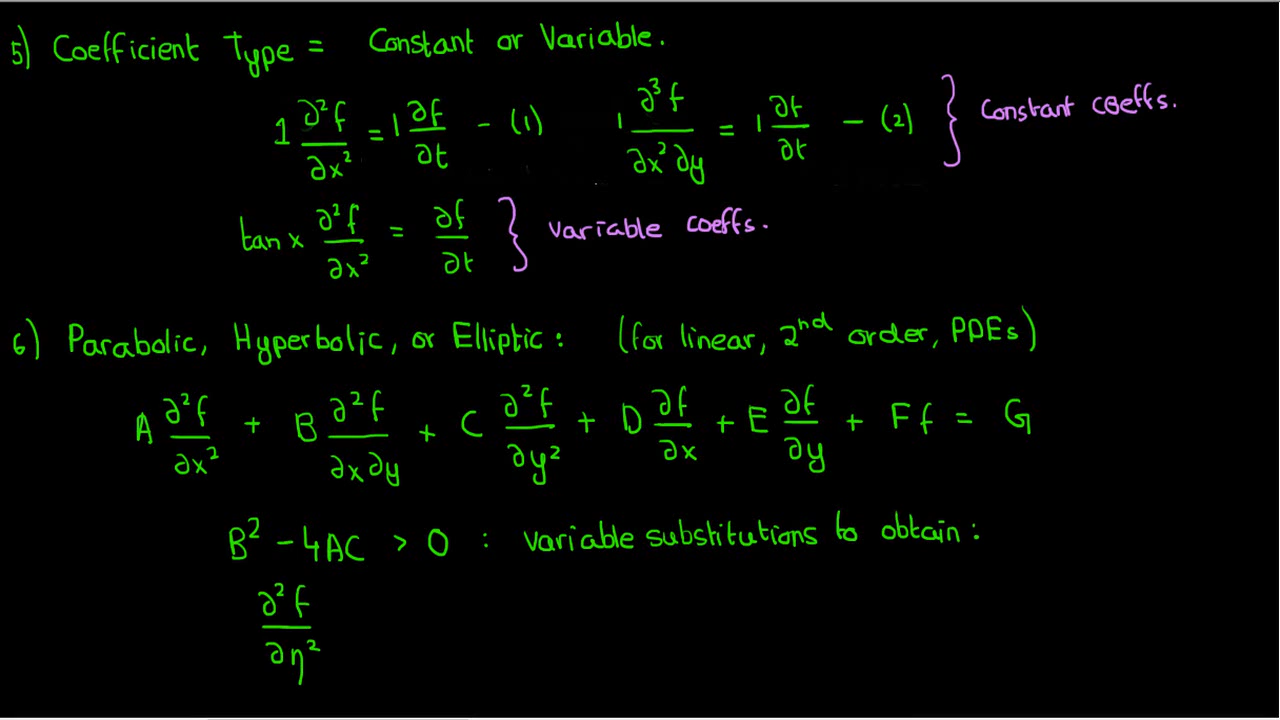 5) Coefficient Type = Constant or Variable.
1 ∂²f/∂x² = 1 ∂f/∂t - (1) 1 ∂³f/∂x²∂y = 1 ∂f/∂t - (2) } Constant coeffs.
tan x ∂²f/∂x² = ∂f/∂t } variable coeffs.
6) Parabolic, Hyperbolic, or Elliptic: (for linear, 2nd order, PDEs)
A ∂²f/∂x² + B ∂²f/∂x∂y + C ∂²f/∂y² + D ∂f/∂x + E ∂f/∂y + Ff = G
B² - 4AC > 0 : variable substitutions to obtain:
∂²f/∂η²